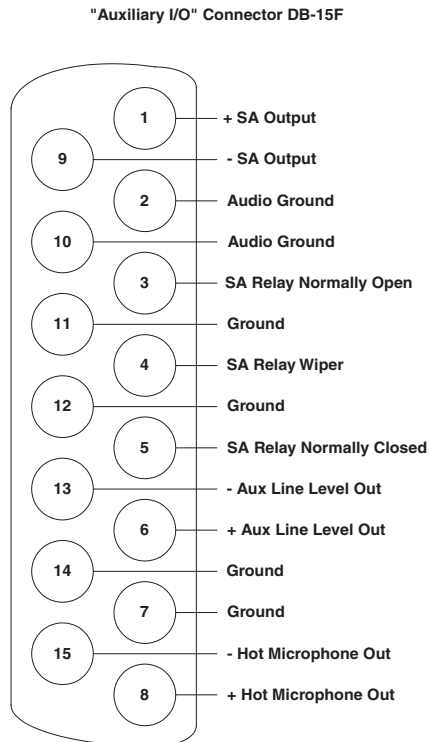 "Auxiliary I/O" Connector DB-15F
1 + SA Output
9 - SA Output
2 Audio Ground
10 Audio Ground
3 SA Relay Normally Open
11 Ground
4 SA Relay Wiper
12 Ground
5 SA Relay Normally Closed
13 - Aux Line Level Out
6 + Aux Line Level Out
14 Ground
7 Ground
15 - Hot Microphone Out
8 + Hot Microphone Out